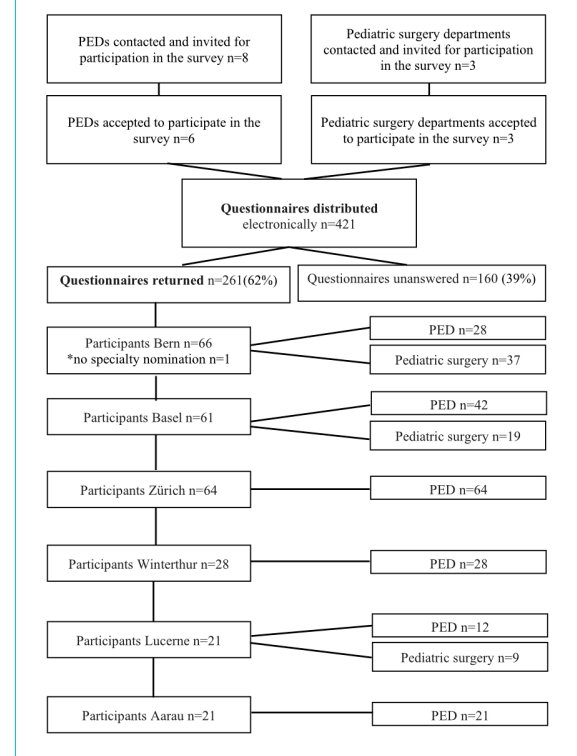 PEDs contacted and invited for
participation in the survey n=8
Pediatric surgery departments
contacted and invited for participation
in the survey n=3
PEDs accepted to participate in the
survey n=6
Pediatric surgery departments accepted
to participate in the survey n=3
Questionnaires distributed
electronically n=421
Questionnaires returned n=261(62%)
Questionnaires unanswered n=160 (39%)
Participants Bern n=66
*no specialty nomination n=1
PED n=28
Pediatric surgery n=37
Participants Basel n=61
PED n=42
Pediatric surgery n=19
Participants Zürich n=64
PED n=64
Participants Winterthur n=28
PED n=28
Participants Lucerne n=21
PED n=12
Pediatric surgery n=9
Participants Aarau n=21
PED n=21